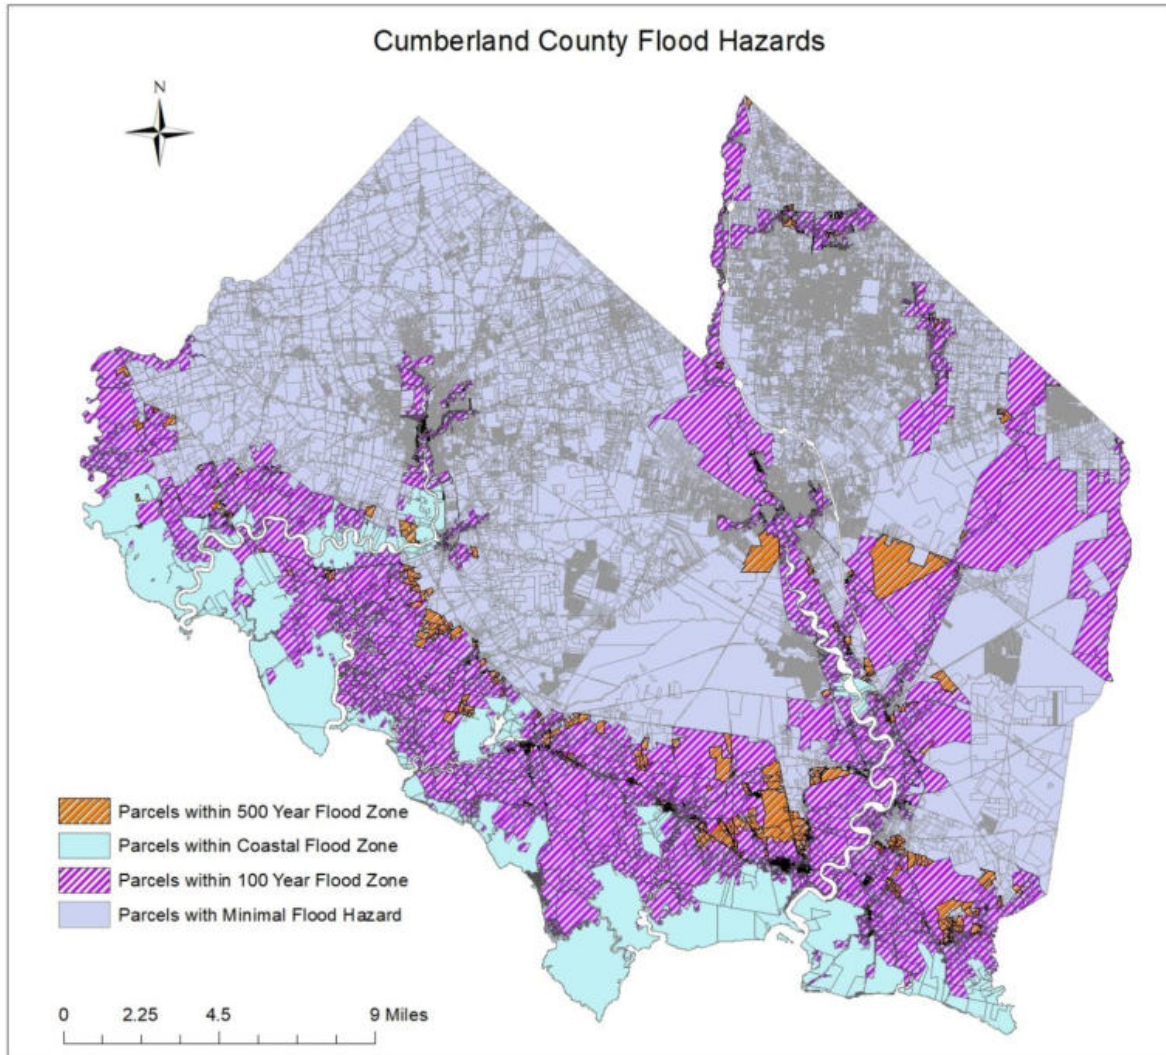 Cumberland County Flood Hazards
N
Parcels within 500 Year Flood Zone
Parcels within Coastal Flood Zone
Parcels within 100 Year Flood Zone
Parcels with Minimal Flood Hazard
0 2.25 4.5 9 Miles